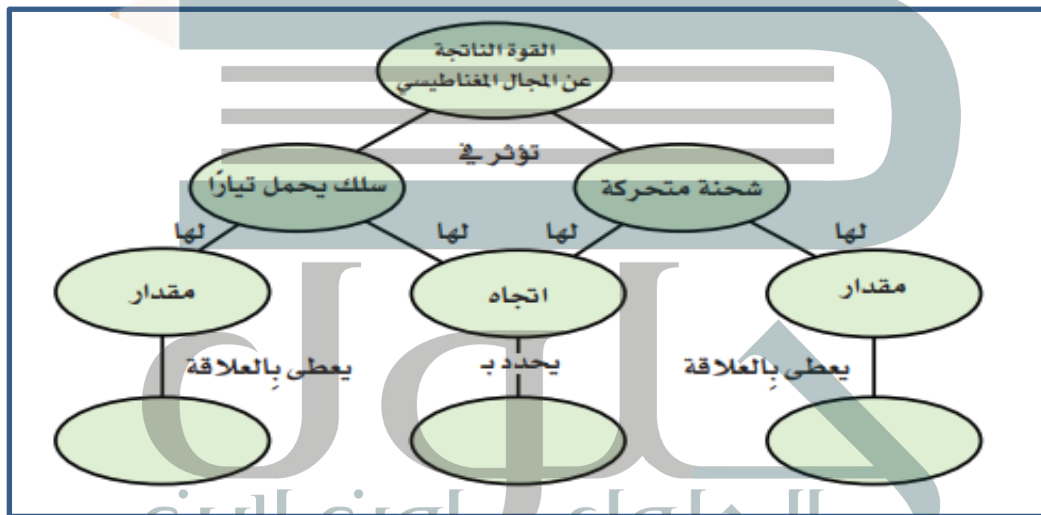 القوة الناتجة
عن المجال المغناطيسي
تؤثر في
شحنة متحركة
سلك يحمل تيارًا
لها
لها
لها
لها
مقدار
اتجاه
مقدار
يعطى بِالعلاقة
يحدد بـ
يعطى بِالعلاقة